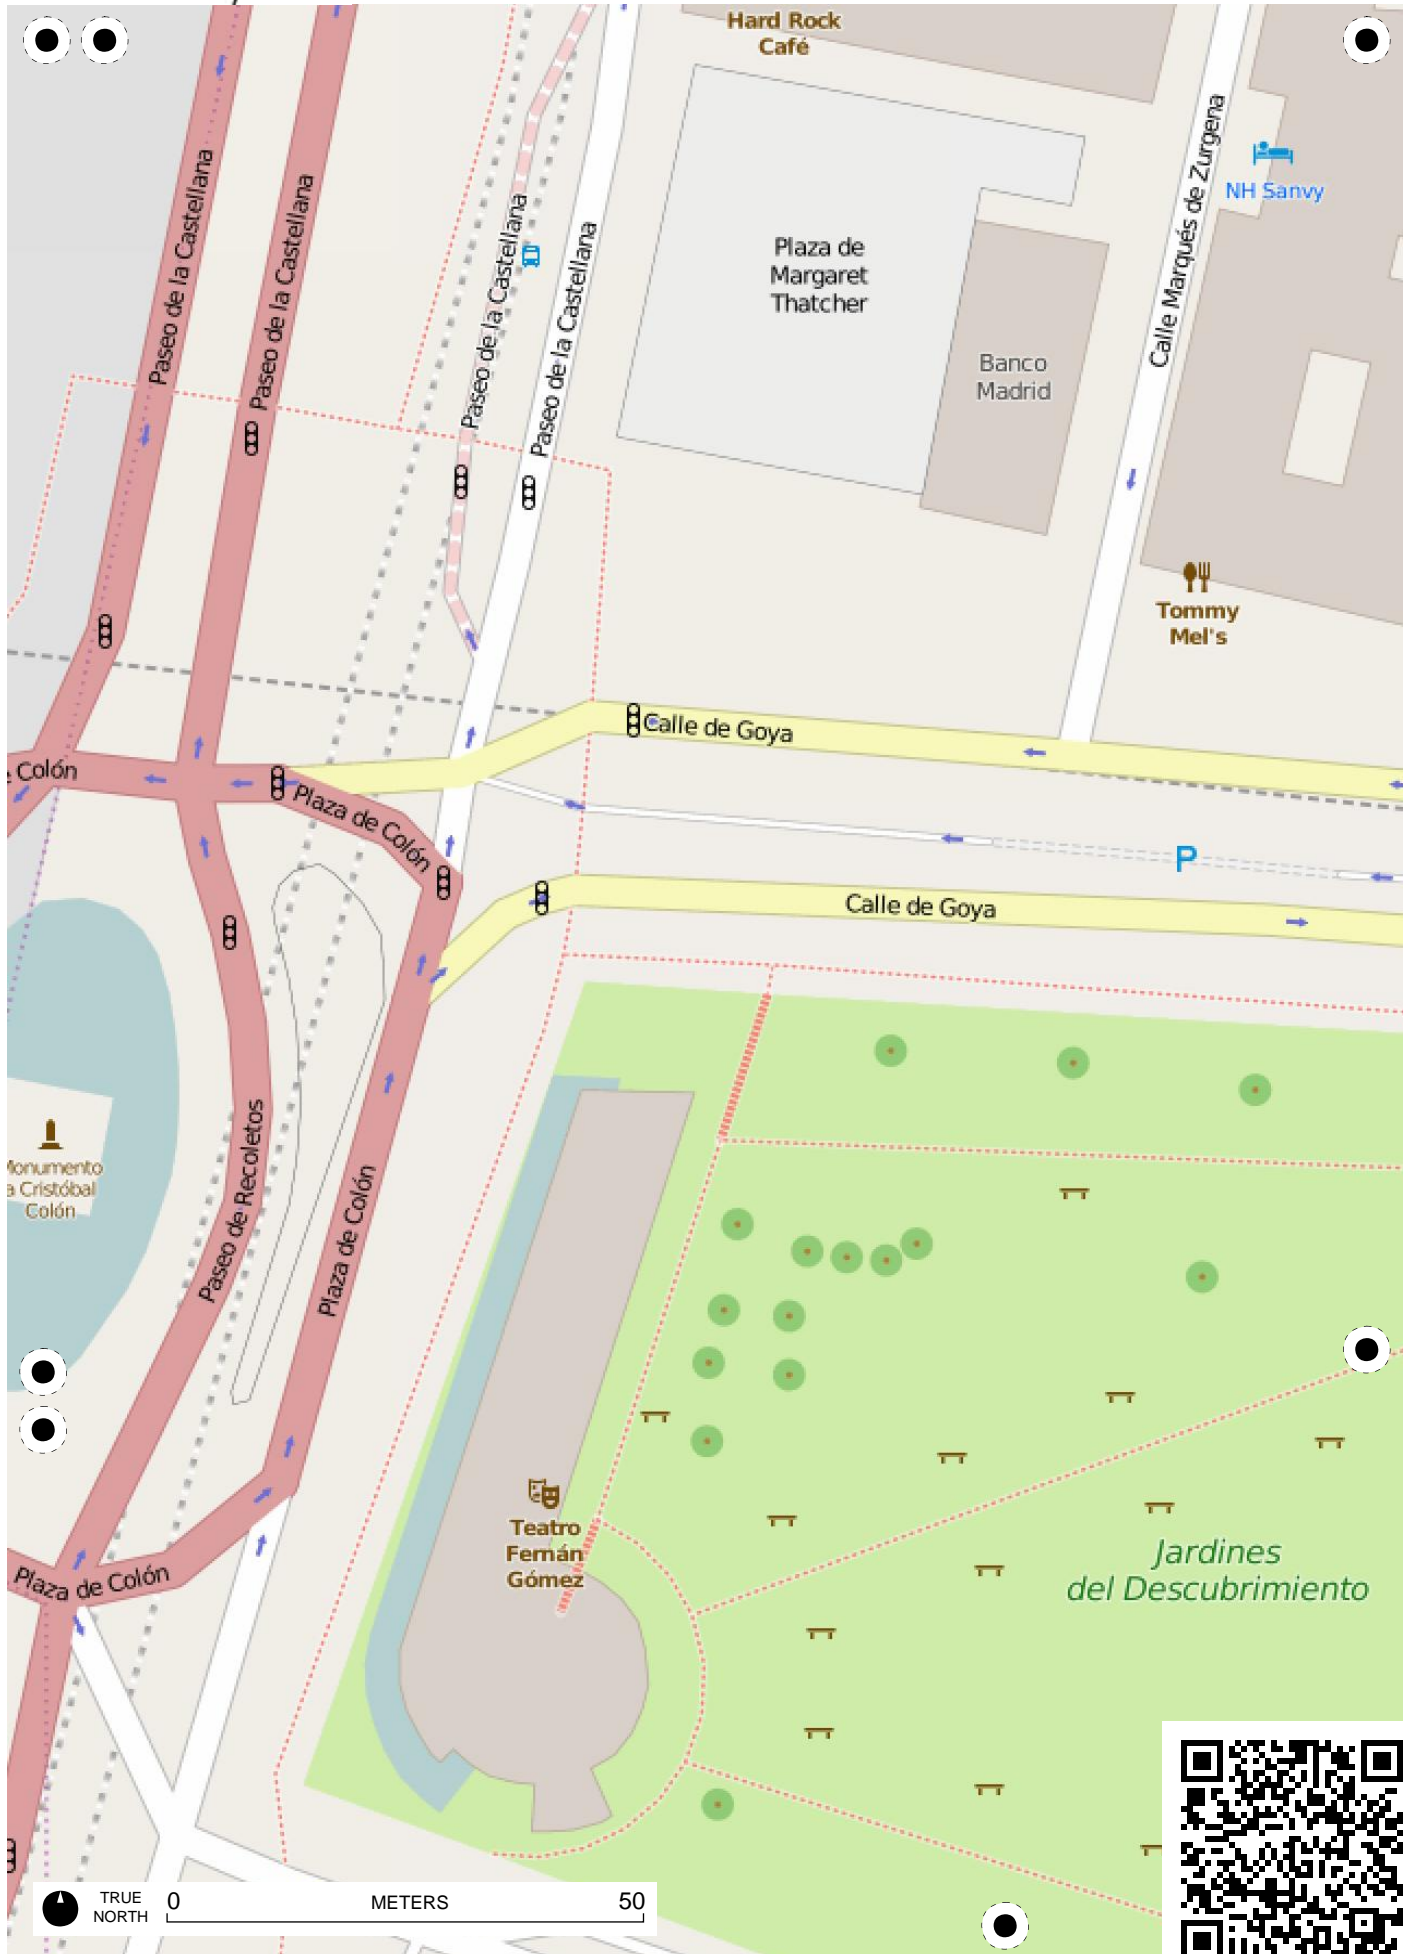 Hard Rock
Café
Paseo de la Castellana
Paseo de la Castellana
Paseo de la Castellana
Paseo de la Castellana
Calle Marqués de Zurgena
NH Sanvy
Plaza de
Margaret
Thatcher
Banco
Madrid
Tommy
Mel's
Calle de Goya
Colón
Plaza de Colón
P
Calle de Goya
Monumento
a Cristóbal
Colón
Paseo de Recoletos
Plaza de Colón
Teatro
Fernán
Gómez
Jardines
del Descubrimiento
Plaza de Colón
TRUE
NORTH
0 METERS 50